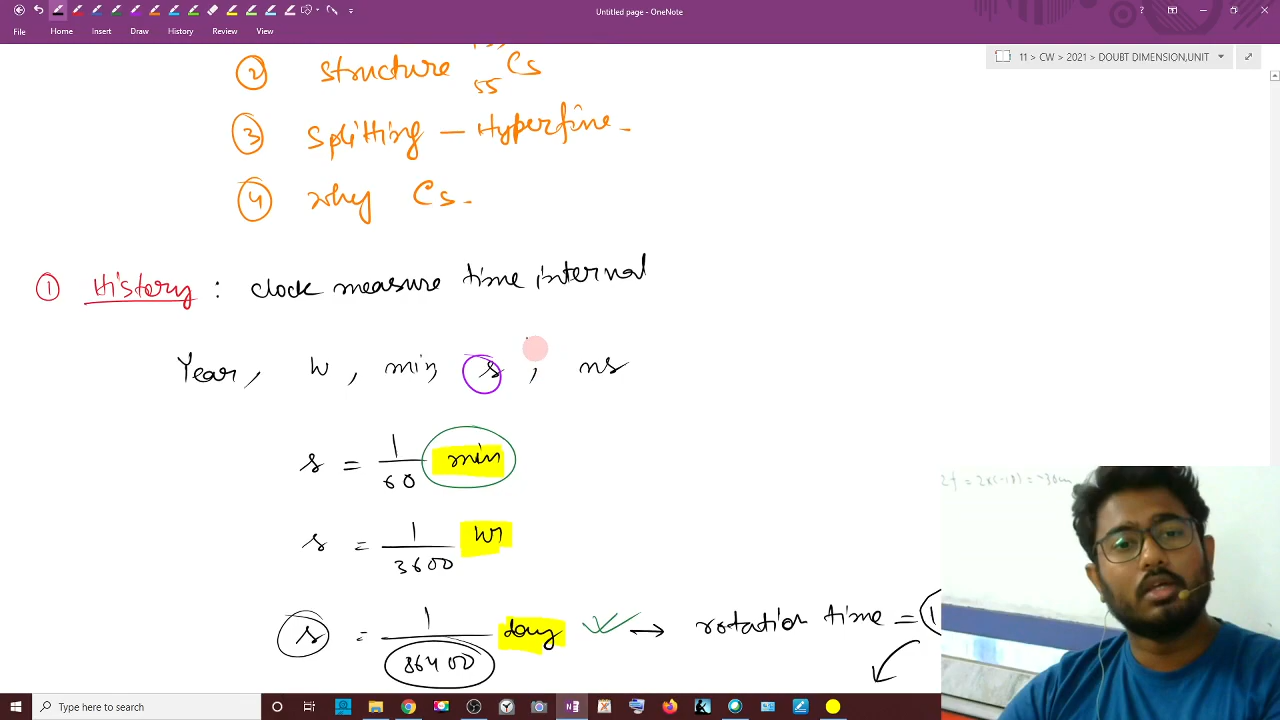 Untitled page - OneNote
File Home Insert Draw History Review View
11 > CW > 2021 > DOUBT DIMENSION,UNIT
② structure 55 Cs
③ splitting - Hyperfine.
④ why Cs.
① History : clock measure time interval
Year, hr, min, s, ns
s = 1/60 min
s = 1/3600 hr
s = 1/86400 day → rotation time = 1
Type here to search